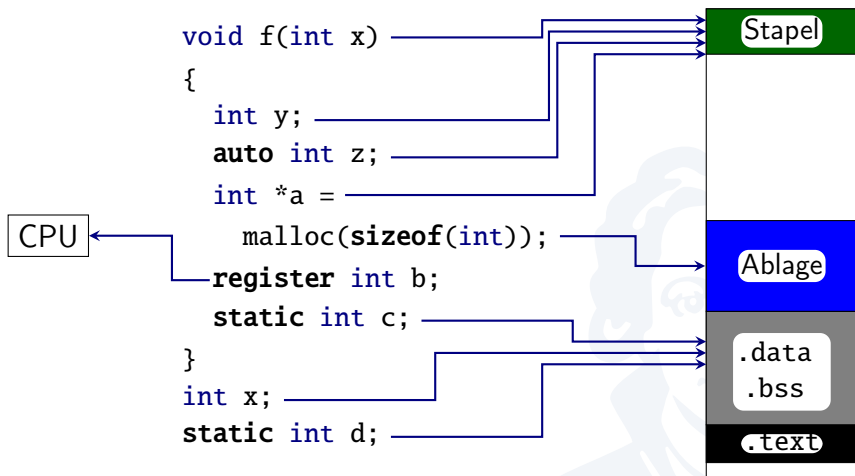 void f(int x)
{
int y;
auto int z;
int *a =
malloc(sizeof(int));
register int b;
static int c;
}
int x;
static int d;
CPU
Stapel
Ablage
.data
.bss
.text